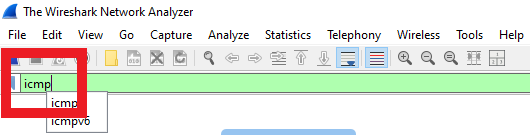 The Wireshark Network Analyzer
File Edit View Go Capture Analyze Statistics Telephony Wireless Tools Help
icmp
icmp
icmpv6